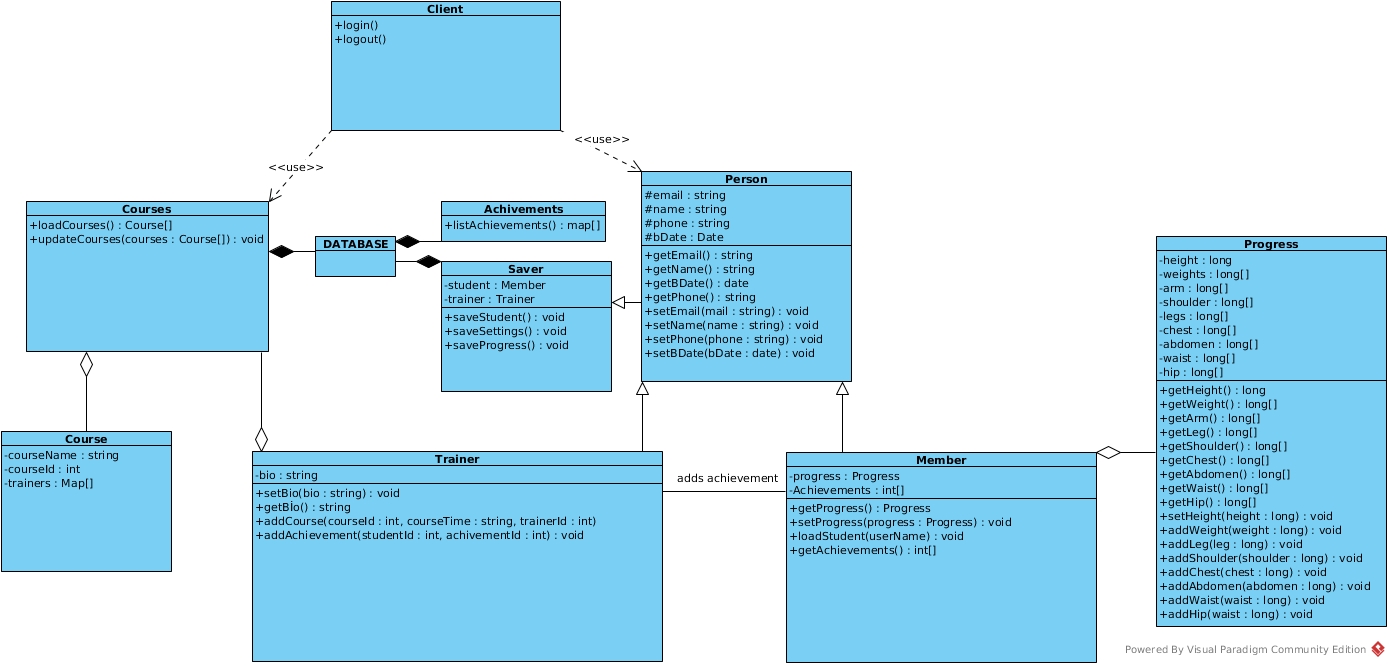 Client
+login()
+logout()
<<use>>
<<use>>
Courses
+loadCourses() : Course[]
+updateCourses(courses : Course[]) : void
DATABASE
Achivements
+listAchievements() : map[]
Saver
-student : Member
-trainer : Trainer
+saveStudent() : void
+saveSettings() : void
+saveProgress() : void
Person
#email : string
#name : string
#phone : string
#bDate : Date
+getEmail() : string
+getName() : string
+getBDate() : date
+getPhone() : string
+setEmail(mail : string) : void
+setName(name : string) : void
+setPhone(phone : string) : void
+setBDate(bDate : date) : void
Progress
-height : long
-weights : long[]
-arm : long[]
-shoulder : long[]
-legs : long[]
-chest : long[]
-abdomen : long[]
-waist : long[]
-hip : long[]
+getHeight() : long
+getWeight() : long[]
+getArm() : long[]
+getLeg() : long[]
+getShoulder() : long[]
+getChest() : long[]
+getAbdomen() : long[]
+getWaist() : long[]
+getHip() : long[]
+setHeight(height : long) : void
+addWeight(weight : long) : void
+addLeg(leg : long) : void
+addShoulder(shoulder : long) : void
+addChest(chest : long) : void
+addAbdomen(abdomen : long) : void
+addWaist(waist : long) : void
+addHip(waist : long) : void
Course
-courseName : string
-courseId : int
-trainers : Map[]
Trainer
-bio : string
+setBio(bio : string) : void
+getBio() : string
+addCourse(courseId : int, courseTime : string, trainerId : int)
+addAchievement(studentId : int, achivementId : int) : void
adds achievement
Member
-progress : Progress
-Achievements : int[]
+getProgress() : Progress
+setProgress(progress : Progress) : void
+loadStudent(userName) : void
+getAchievements() : int[]
Powered By Visual Paradigm Community Edition